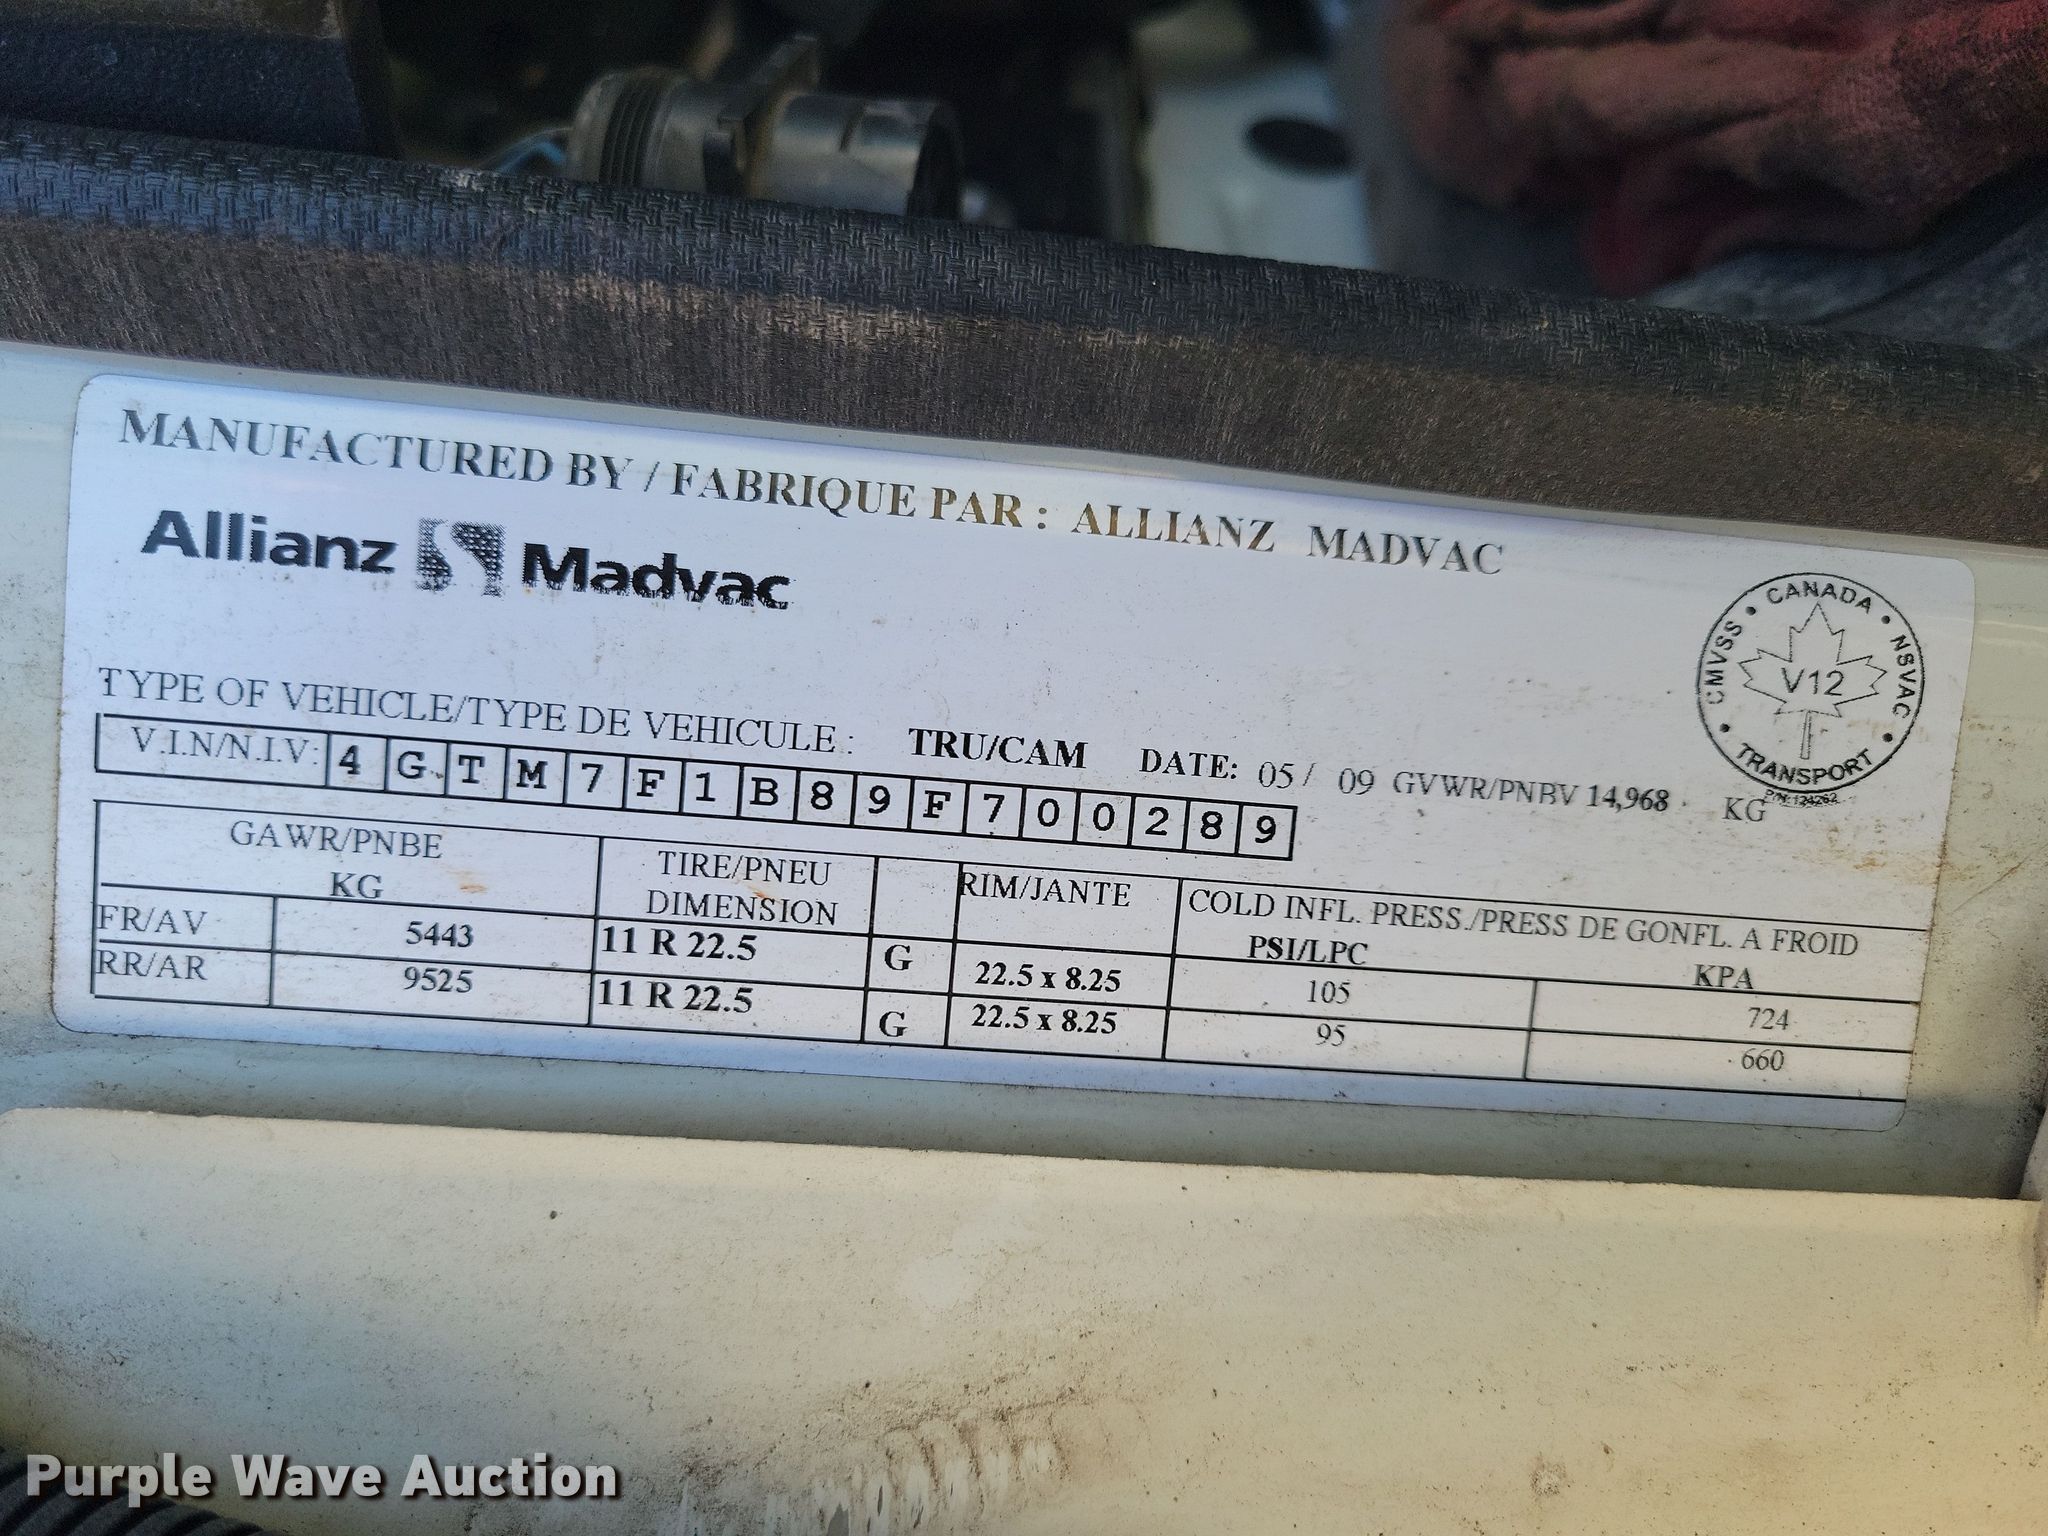 MANUFACTURED BY / FABRIQUE PAR : ALLIANZ MADVAC
Allianz Madvac
CANADA • NSVAC • TRANSPORT • CMVSS •
V12
P/N:124262
TYPE OF VEHICLE/TYPE DE VEHICULE : TRU/CAM DATE: 05 / 09 GVWR/PNBV 14,968 KG
V.I.N/N.I.V: 4 G T M 7 F 1 B 8 9 F 7 0 0 2 8 9
GAWR/PNBE KG TIRE/PNEU DIMENSION RIM/JANTE COLD INFL. PRESS./PRESS DE GONFL. A FROID
PSI/LPC KPA
FR/AV 5443 11 R 22.5 G 22.5 x 8.25 105 724
RR/AR 9525 11 R 22.5 G 22.5 x 8.25 95 660
Purple Wave Auction